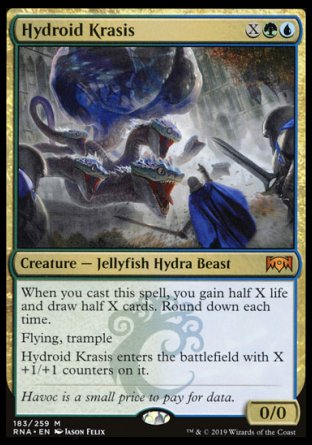 Hydroid Krasis X
Creature — Jellyfish Hydra Beast
When you cast this spell, you gain half X life
and draw half X cards. Round down each
time.
Flying, trample
Hydroid Krasis enters the battlefield with X
+1/+1 counters on it.
Havoc is a small price to pay for data.
0/0
183/259 M
RNA • EN Jason Felix ™ & © 2019 Wizards of the Coast